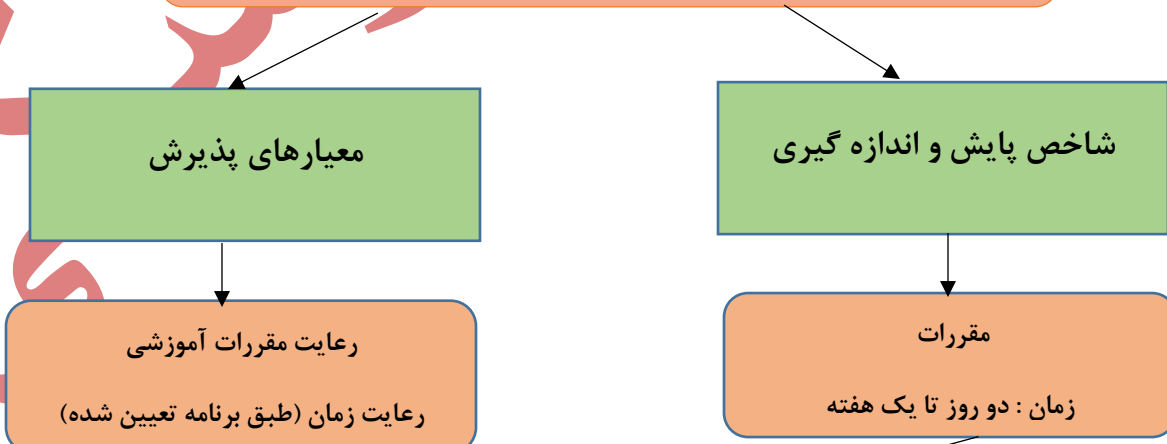 شاخص پایش و اندازه گیری
معیارهای پذیرش
مقررات
زمان : دو روز تا یک هفته
رعایت مقررات آموزشی
رعایت زمان (طبق برنامه تعیین شده)